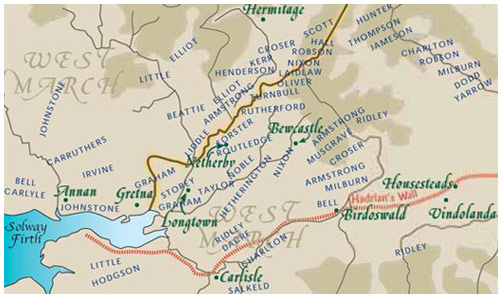 Hermitage
SCOTT
HALL
HUNTER
THOMPSON
JAMESON
CROSER
ROBSON
KERR
NIXON
HENDERSON
LAIDLAW
OLIVER
TURNBULL
CHARLTON
ROBSON
MILBURN
DODD
YARROW
WEST
MARCH
ELLIOT
LITTLE
ELLIOT
ARMSTRONG
BEATTIE
RUTHERFORD
JOHNSTONE
LIDDLE
FORSTER
ROUTLEDGE
Bewcastle
ARMSTRONG
RIDLEY
MUSGRAVE
CROSER
CARRUTHERS
Netherby
NOBLE
NIXON
IRVINE
GRAHAM
STOREY
TAYLOR
HETHERINGTON
ARMSTRONG
MILBURN
BELL
CARLYLE
Annan
Gretna
GRAHAM
JOHNSTONE
Longtown
WEST
MARCH
BELL
Birdoswald
Hadrian's Wall
Housesteads
Vindolanda
Solway
Firth
RIDLEY
DARRE
CHARLTON
RIDLEY
LITTLE
HODGSON
Carlisle
SALKELD